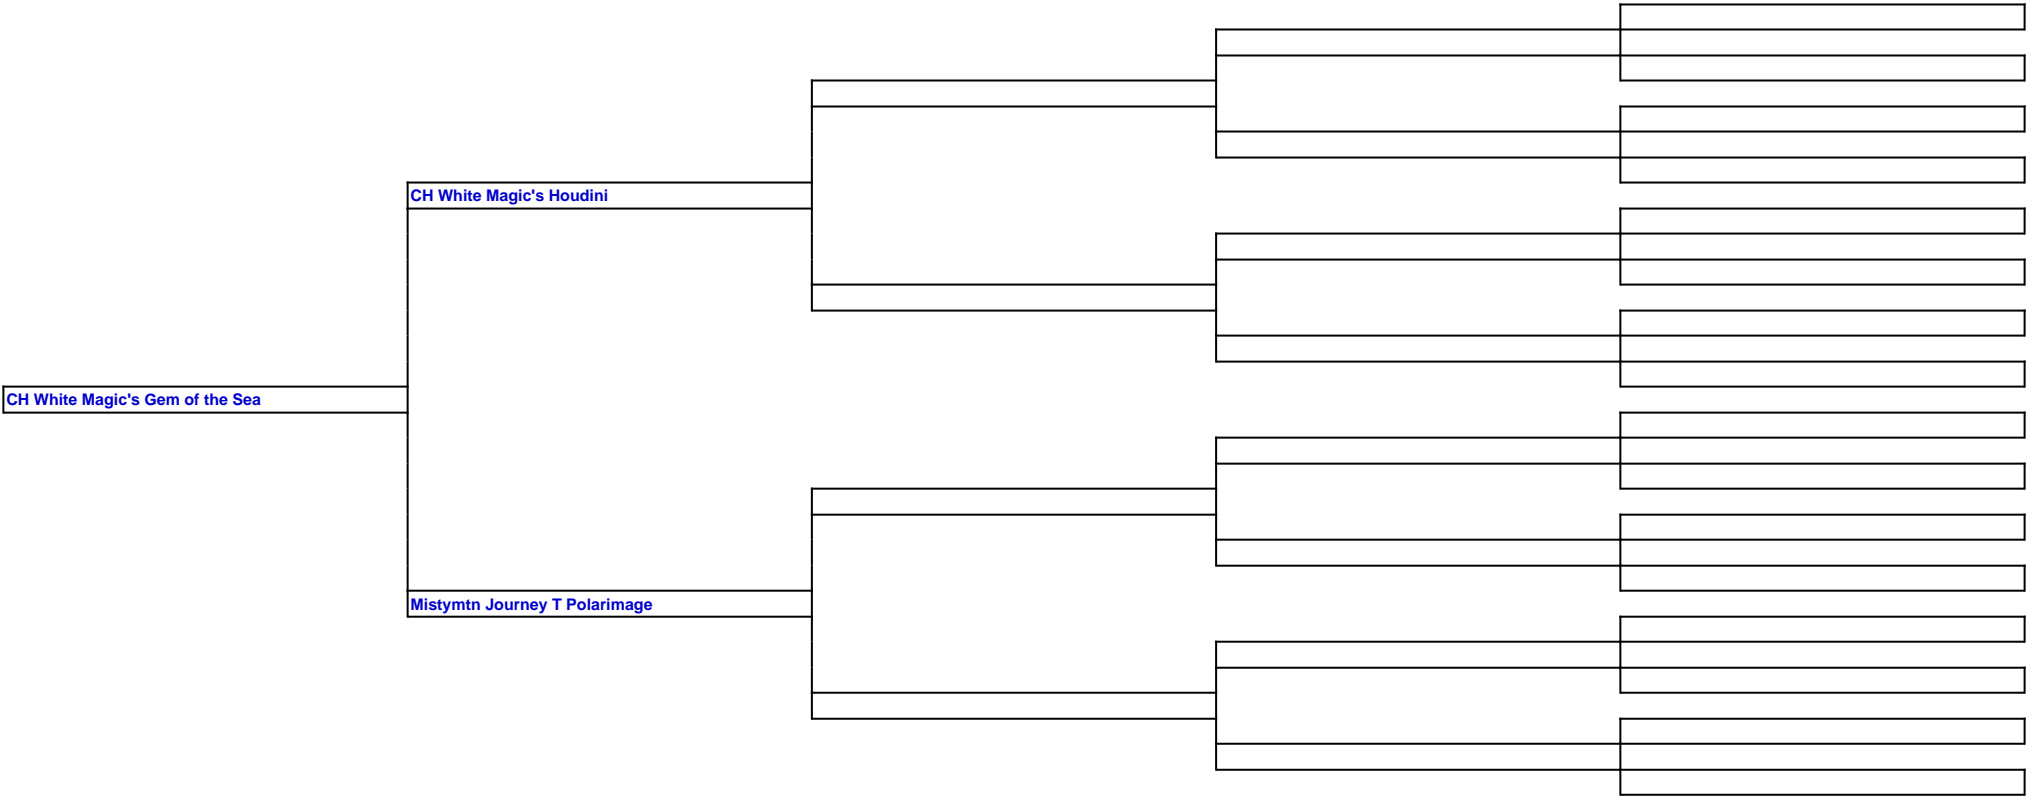 CH White Magic's Houdini
CH White Magic's Gem of the Sea
Mistymtn Journey T Polarimage